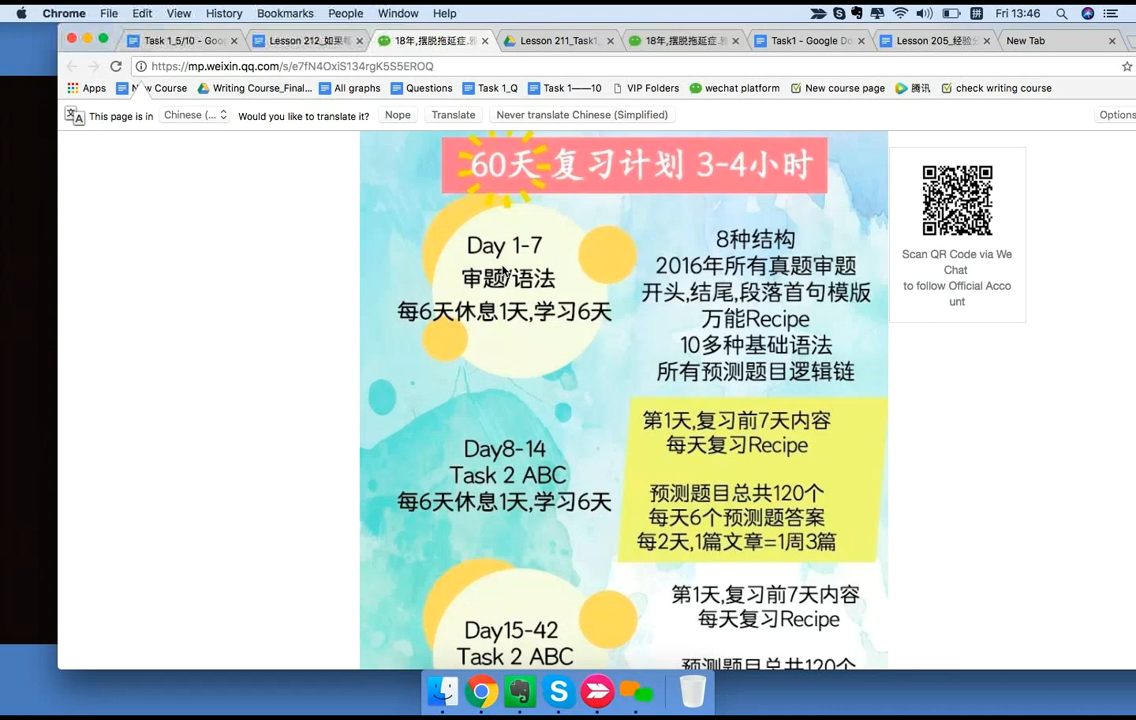 Chrome File Edit View History Bookmarks People Window Help
Fri 13:46
Task 1_5/10 - Goo
Lesson 212_如果
18年,摆脱拖延症.雅
Lesson 211_Task1_
18年,摆脱拖延症.雅
Task1 - Google Do
Lesson 205_经验分
New Tab
https://mp.weixin.qq.com/s/e7fN4OxiS134rgK5S5EROQ
Apps
Course
Writing Course_Final...
All graphs
Questions
Task 1_Q
Task 1——10
VIP Folders
wechat platform
New course page
腾讯
check writing course
This page is in Chinese (... Would you like to translate it? Nope Translate Never translate Chinese (Simplified) Options
60天 复习计划 3-4小时
Day 1-7
审题/语法
每6天休息1天,学习6天
8种结构
2016年所有真题审题
开头,结尾,段落首句模版
万能Recipe
10多种基础语法
所有预测题目逻辑链
Day8-14
Task 2 ABC
每6天休息1天,学习6天
第1天,复习前7天内容
每天复习Recipe
预测题目总共120个
每天6个预测题答案
每2天,1篇文章=1周3篇
Day15-42
Task 2 ABC
第1天,复习前7天内容
每天复习Recipe
预测题目总共120个
Scan QR Code via We
Chat
to follow Official Acco
unt